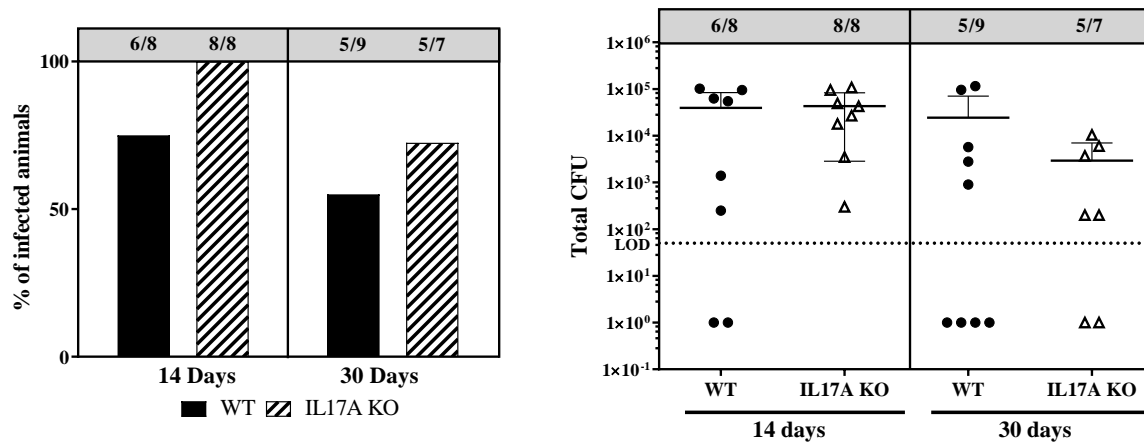 6/8 8/8 5/9 5/7
100
50
0
% of infected animals
14 Days 30 Days
WT IL17A KO
6/8 8/8 5/9 5/7
1×10⁶
1×10⁵
1×10⁴
1×10³
1×10²
LOD
1×10¹
1×10⁰
1×10⁻¹
Total CFU
WT IL17A KO WT IL17A KO
14 days 30 days